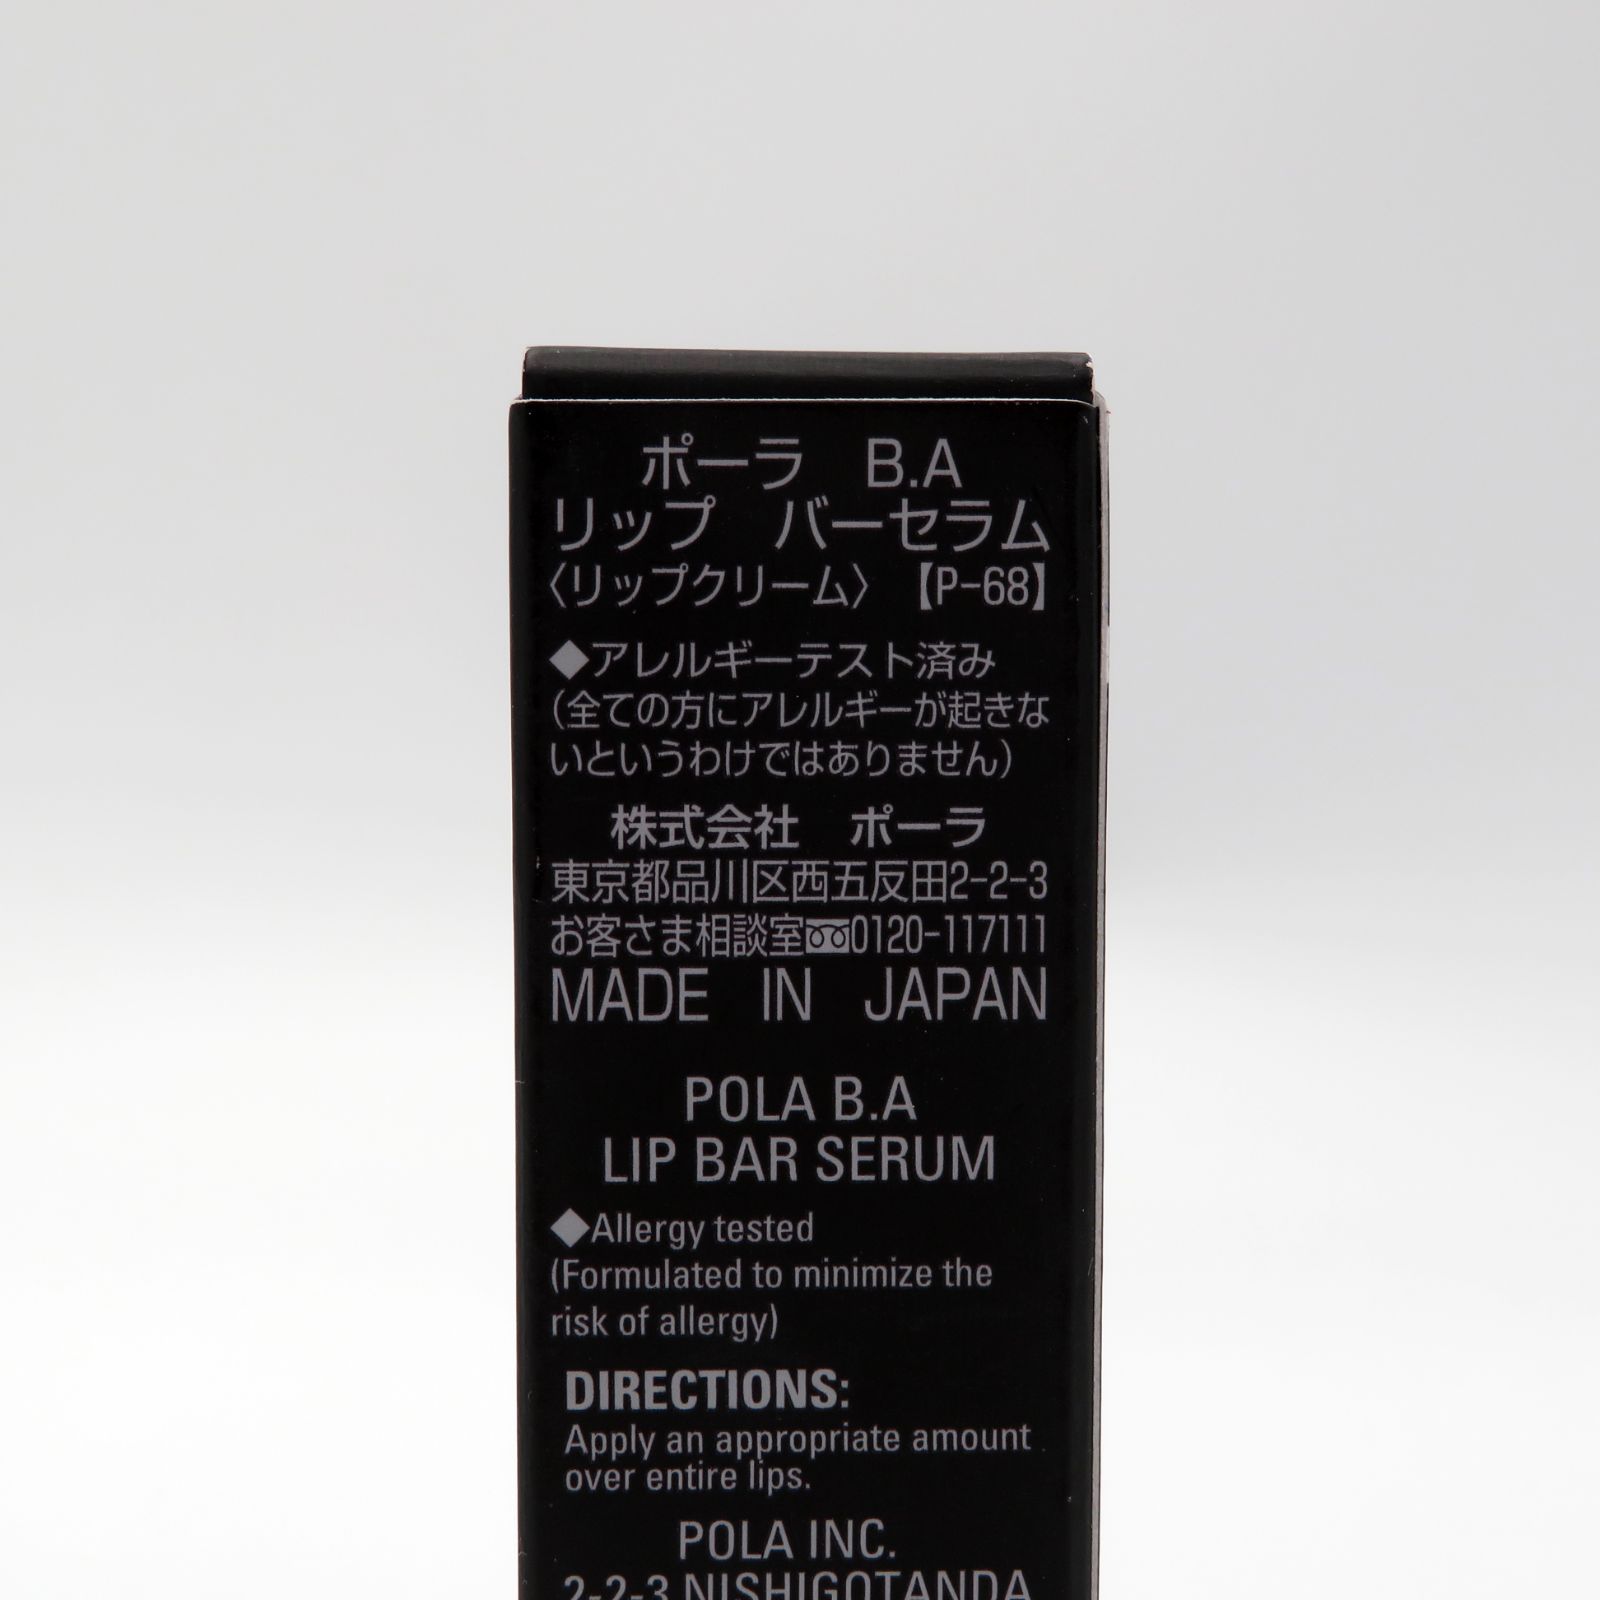 ポーラ B.A
リップ バーセラム
〈リップクリーム〉【P-68】
◆アレルギーテスト済み
(全ての方にアレルギーが起きな
いというわけではありません)
株式会社 ポーラ
東京都品川区西五反田2-2-3
お客さま相談室0120-117111
MADE IN JAPAN
POLA B.A
LIP BAR SERUM
◆Allergy tested
(Formulated to minimize the
risk of allergy)
DIRECTIONS:
Apply an appropriate amount
over entire lips.
POLA INC.
2-2-3 NISHIGOTANDA